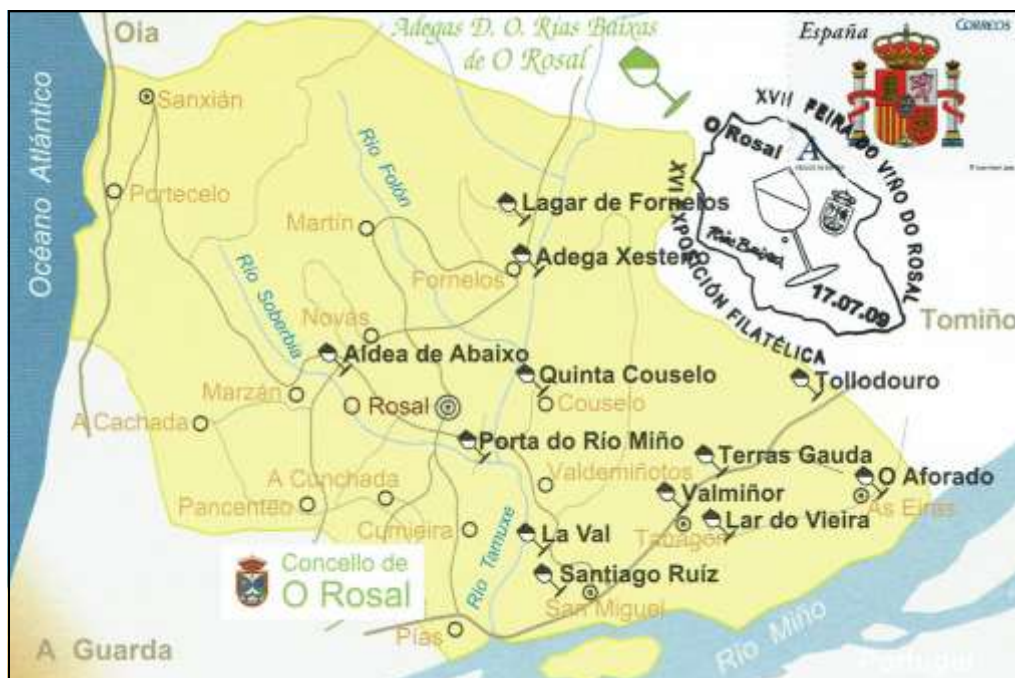 Oia
Océano Atlántico
Adegas D. O. Rías Baixas
de O Rosal
España
CORREOS
XVII FEIRA DO VIÑO DO ROSAL
XVI EXPOSICIÓN FILATÉLICA
O Rosal
A
Rías Baixas
17.07.09
Sanxián
Portecelo
Río Folón
Martín
Lagar de Fornelos
Adega Xesteiro
Fornelos
Río Soberbia
Novás
Tomiño
Aldea de Abaixo
Quinta Couselo
Tollodouro
Marzán
O Rosal
Couselo
A Cachada
Porta do Río Miño
Terras Gauda
Valdemiñotos
O Aforado
As Eiras
A Cunchada
Pancenteo
Valmiñor
Cumieira
La Val
Tabagón
Lar do Vieira
Río Tamuxe
Concello de
O Rosal
Santiago Ruíz
San Miguel
Pías
A Guarda
Río Miño
Portugal